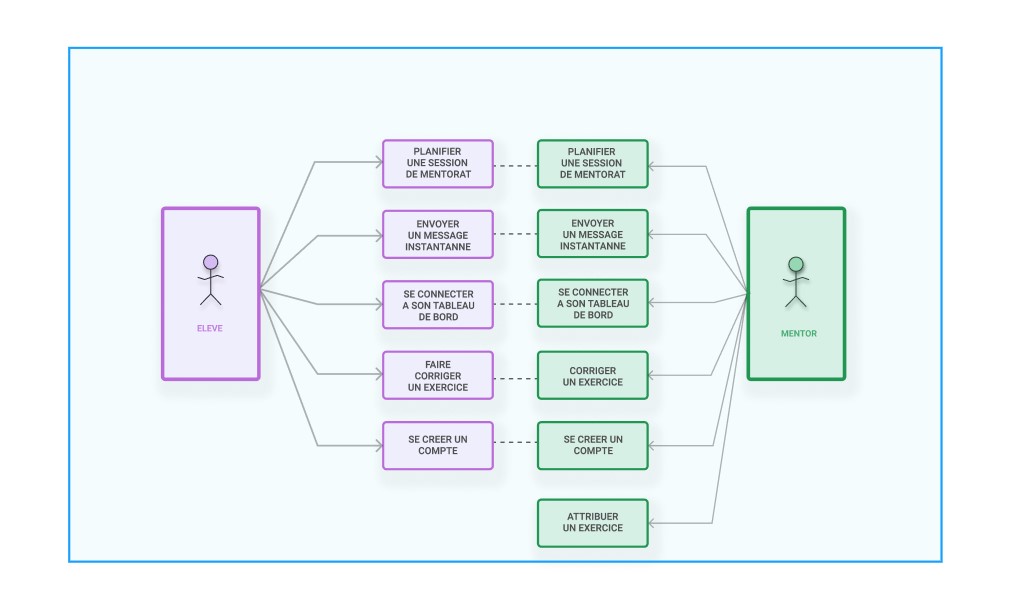 PLANIFIER
UNE SESSION
DE MENTORAT
PLANIFIER
UNE SESSION
DE MENTORAT
ENVOYER
UN MESSAGE
INSTANTANNE
ENVOYER
UN MESSAGE
INSTANTANNE
SE CONNECTER
A SON TABLEAU
DE BORD
SE CONNECTER
A SON TABLEAU
DE BORD
ELEVE
MENTOR
FAIRE
CORRIGER
UN EXERCICE
CORRIGER
UN EXERCICE
SE CREER UN
COMPTE
SE CREER UN
COMPTE
ATTRIBUER
UN EXERCICE